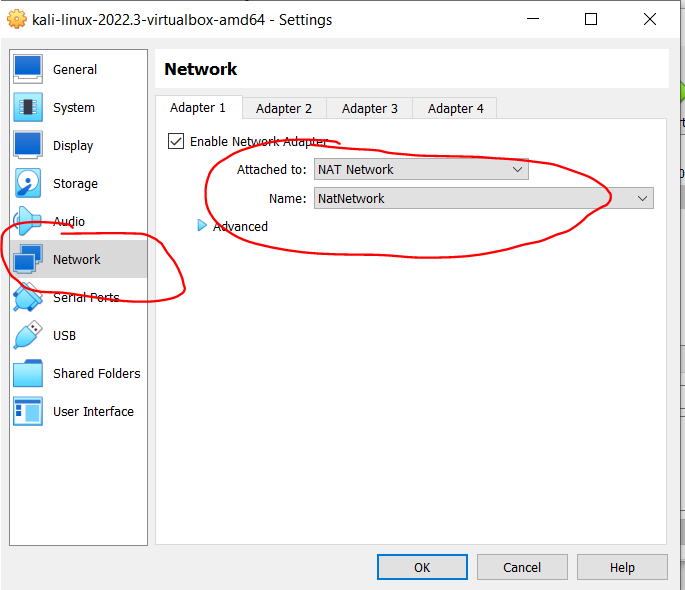 kali-linux-2022.3-virtualbox-amd64 - Settings
General
System
Display
Storage
Audio
Network
Serial Ports
USB
Shared Folders
User Interface
Network
Adapter 1 Adapter 2 Adapter 3 Adapter 4
Enable Network Adapter
Attached to: NAT Network
Name: NatNetwork
Advanced
OK Cancel Help